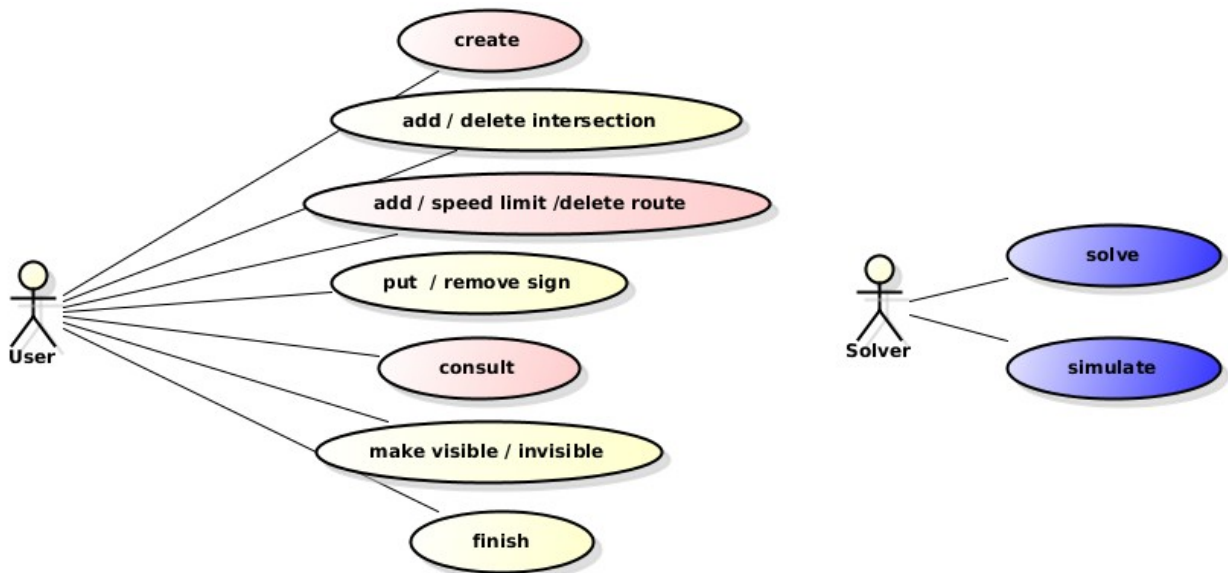 create
add / delete intersection
add / speed limit /delete route
put  / remove sign
User
consult
make visible / invisible
finish
solve
Solver
simulate